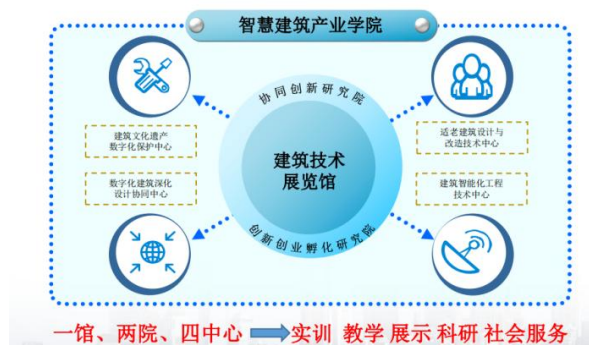 智慧建筑产业学院
协同创新研究院
建筑技术
展览馆
创新创业孵化研究院
建筑文化遗产
数字化保护中心
数字化建筑深化
设计协同中心
适老建筑设计与
改造技术中心
建筑智能化工程
技术中心
一馆、两院、四中心 实训 教学 展示 科研 社会服务